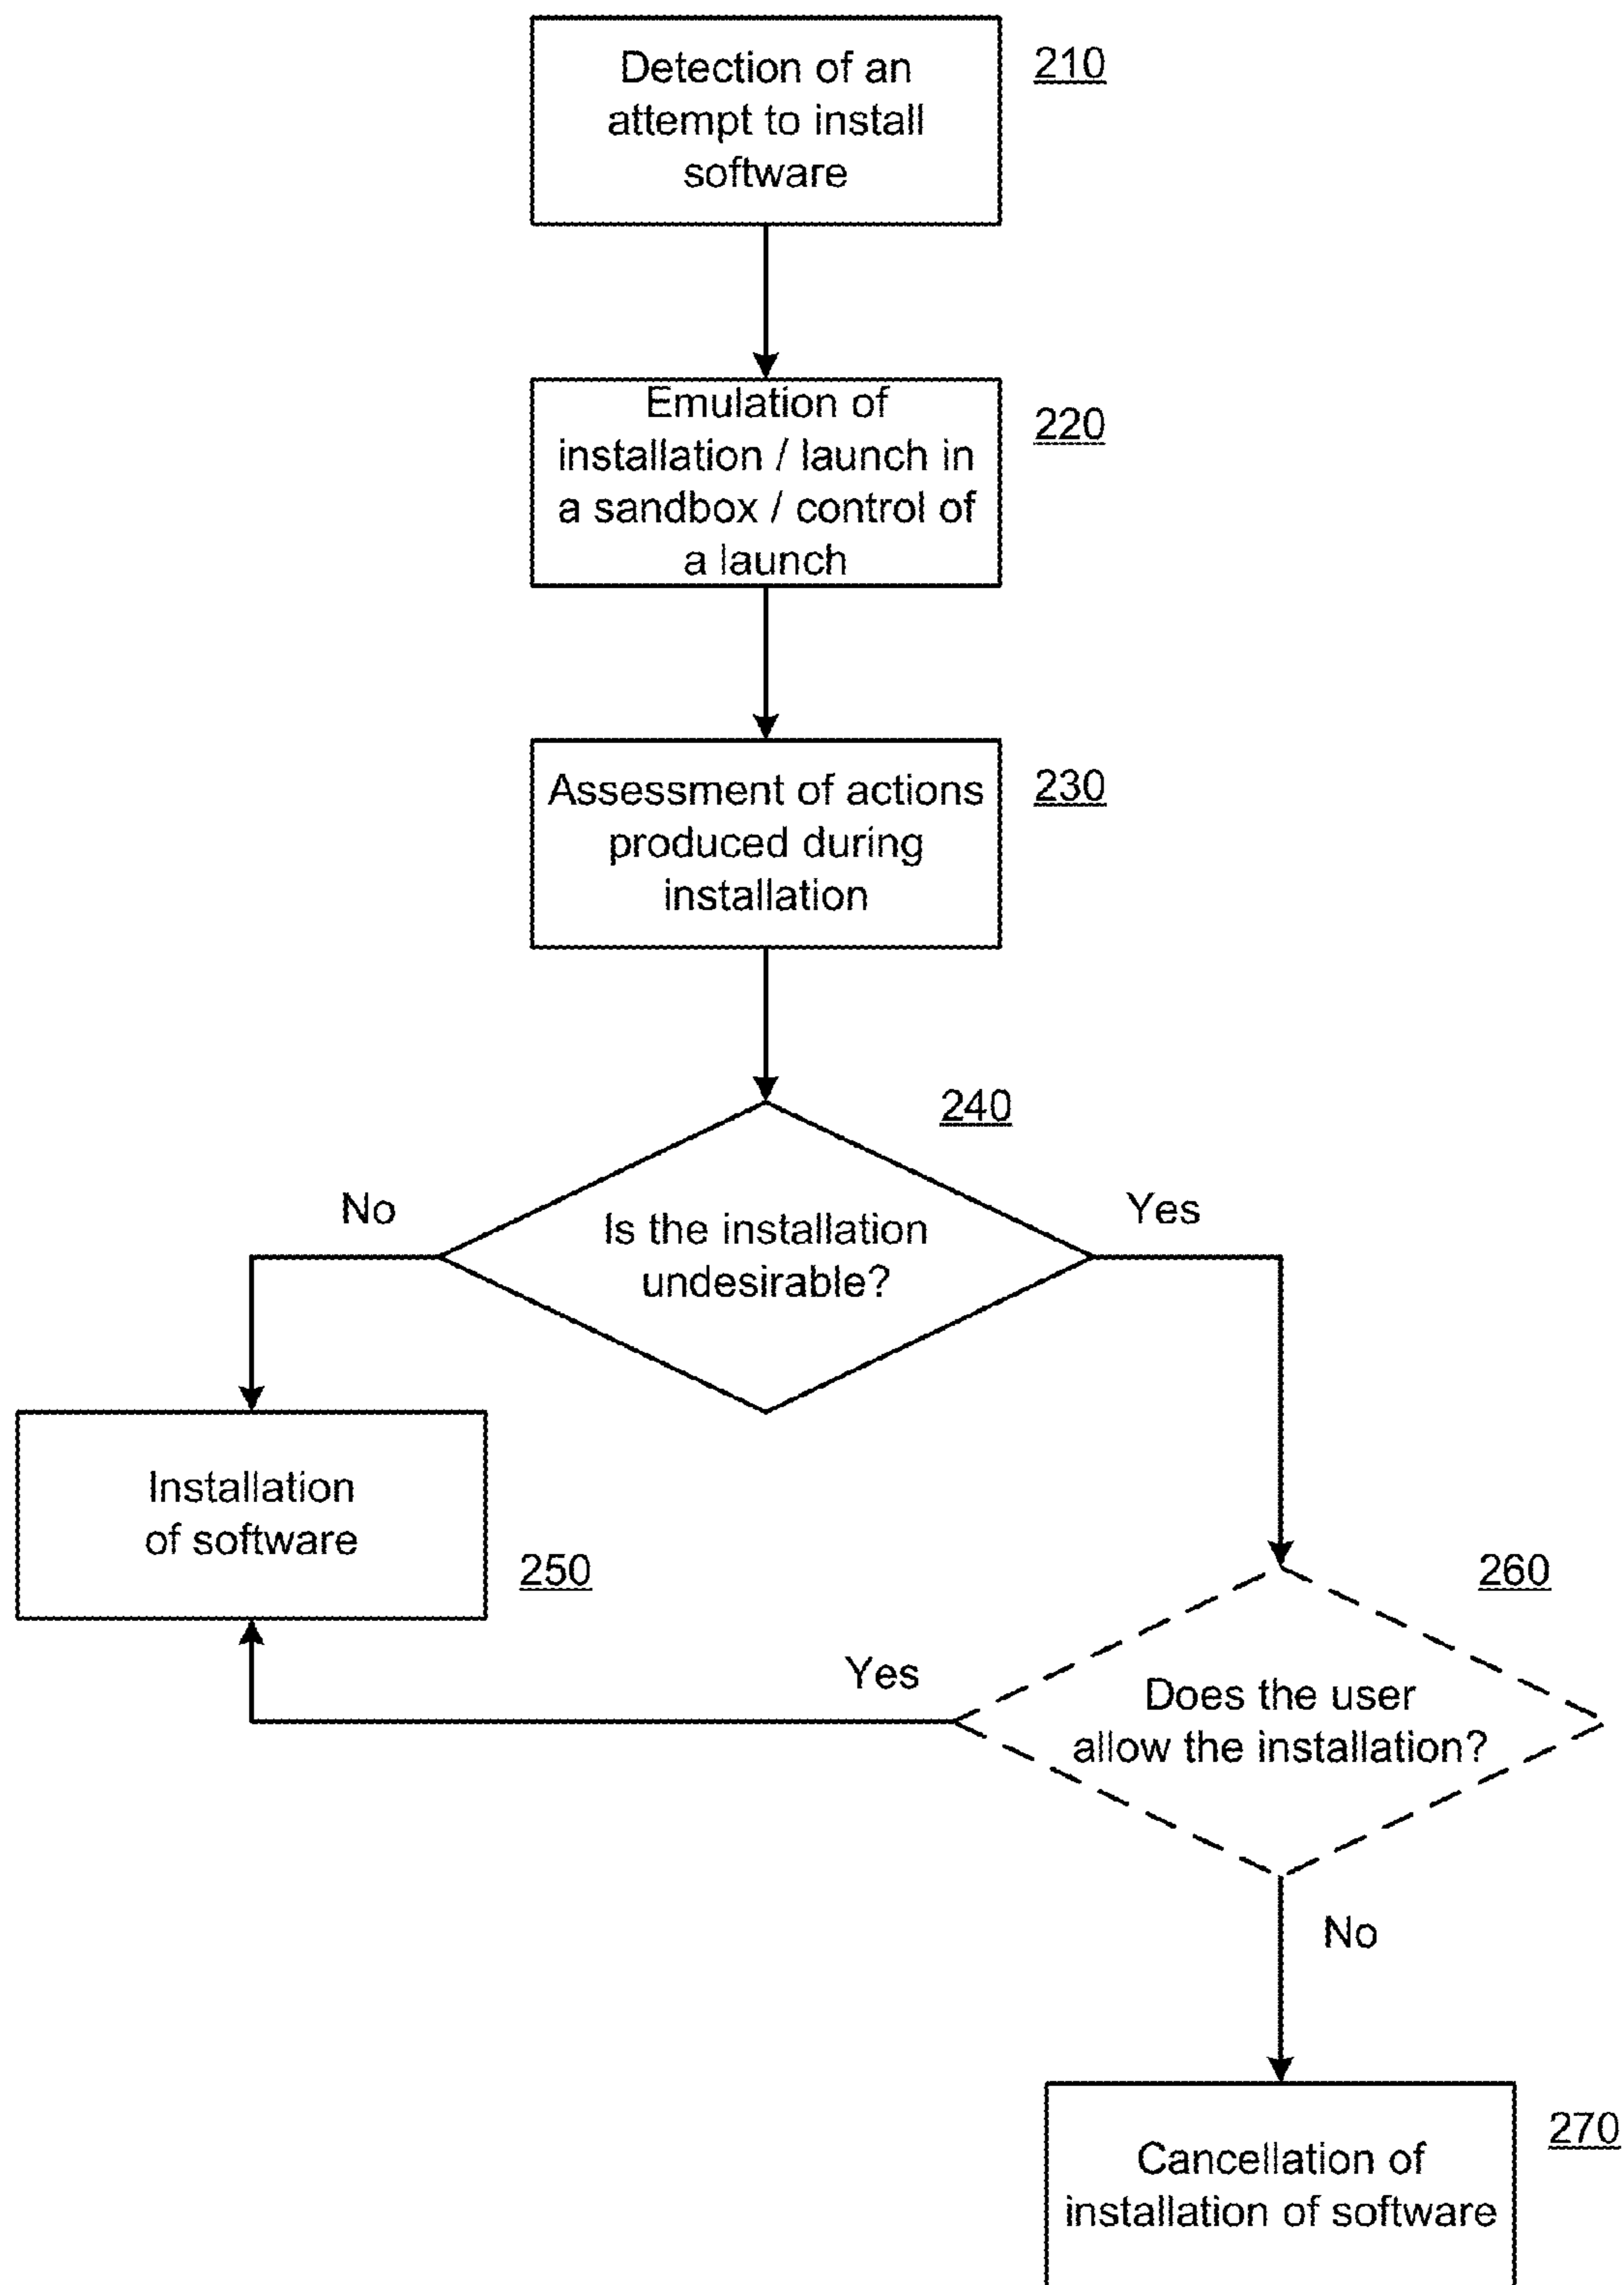 Detection of an
attempt to install
software
210
Emulation of
installation / launch in
a sandbox / control of
a launch
220
Assessment of actions
produced during
installation
230
240
No
Is the installation
undesirable?
Yes
Installation
of software
250
260
Yes
Does the user
allow the installation?
No
270
Cancellation of
installation of software